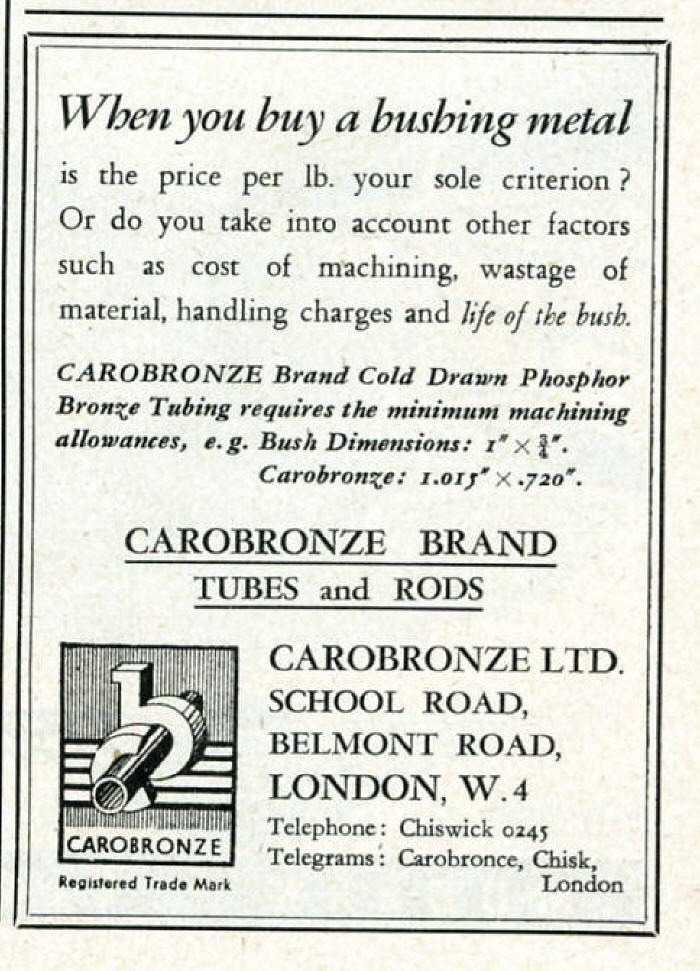 When you buy a bushing metal
is the price per lb. your sole criterion ?
Or do you take into account other factors
such as cost of machining, wastage of
material, handling charges and life of the bush.
CAROBRONZE Brand Cold Drawn Phosphor
Bronze Tubing requires the minimum machining
allowances, e.g. Bush Dimensions: 1″ × ¾″.
Carobronze: 1.015″ × .720″.
CAROBRONZE BRAND
TUBES and RODS
CAROBRONZE LTD.
SCHOOL ROAD,
BELMONT ROAD,
LONDON, W.4
Telephone: Chiswick 0245
Telegrams: Carobronce, Chisk,
London
CAROBRONZE
Registered Trade Mark